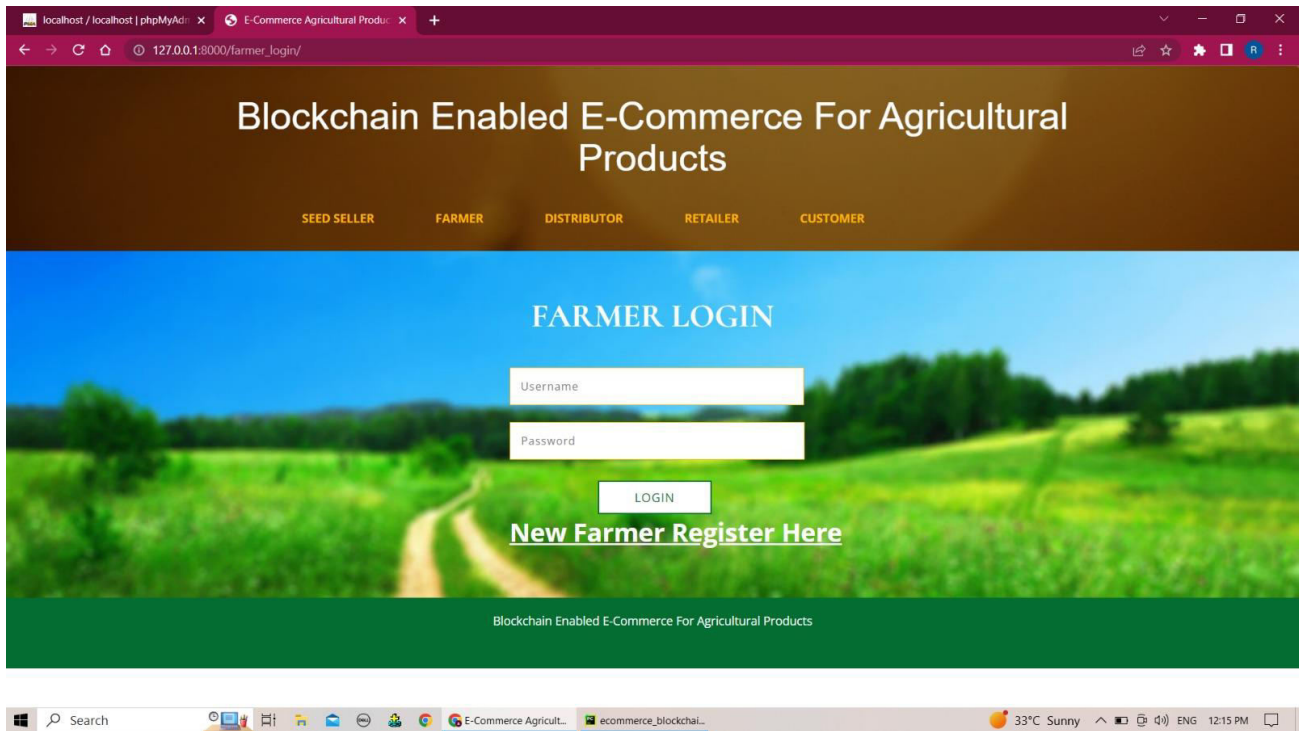 localhost / localhost | phpMyAdn
E-Commerce Agricultural Produc
127.0.0.1:8000/farmer_login/
R
Blockchain Enabled E-Commerce For Agricultural
Products
SEED SELLER FARMER DISTRIBUTOR RETAILER CUSTOMER
FARMER LOGIN
Username
Password
LOGIN
New Farmer Register Here
Blockchain Enabled E-Commerce For Agricultural Products
Search
E-Commerce Agricult...
ecommerce_blockchai...
33°C Sunny
ENG
12:15 PM